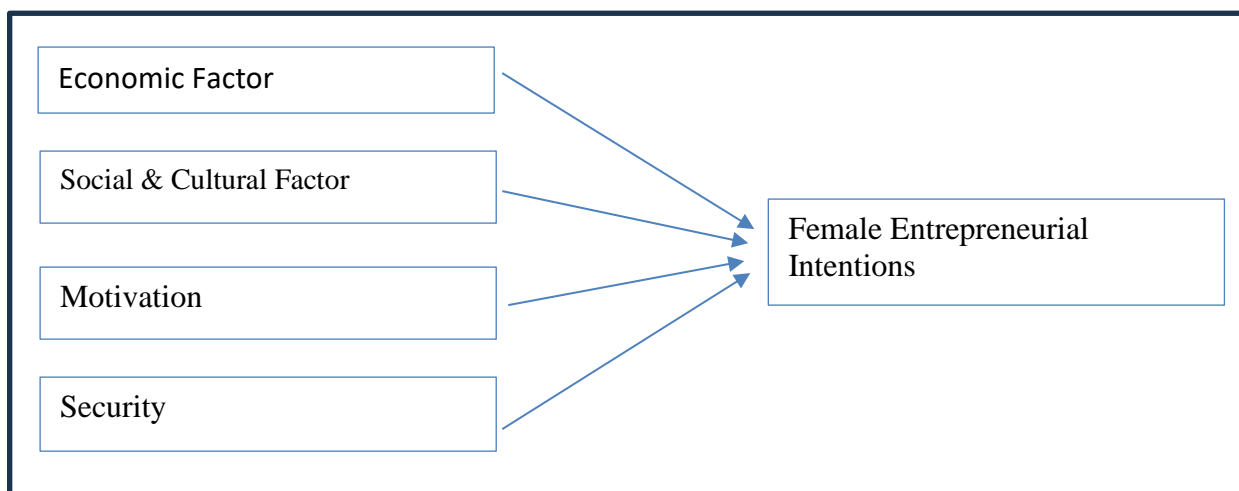 Economic Factor
Social & Cultural Factor
Motivation
Security
Female Entrepreneurial
Intentions